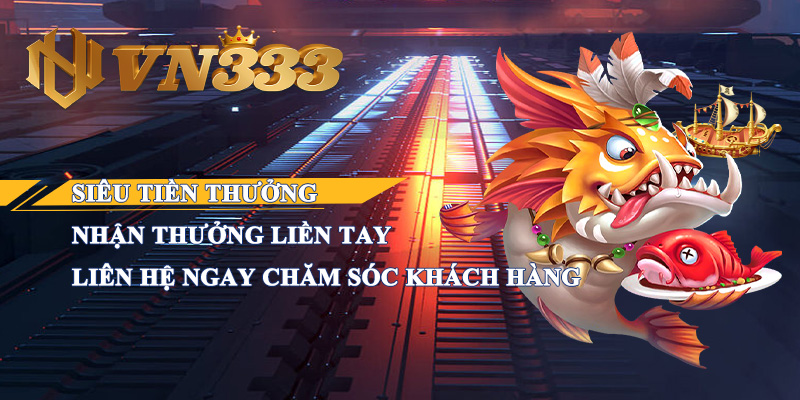 VN333
SIÊU TIỀN THƯỞNG
NHẬN THƯỞNG LIỀN TAY
LIÊN HỆ NGAY CHĂM SÓC KHÁCH HÀNG